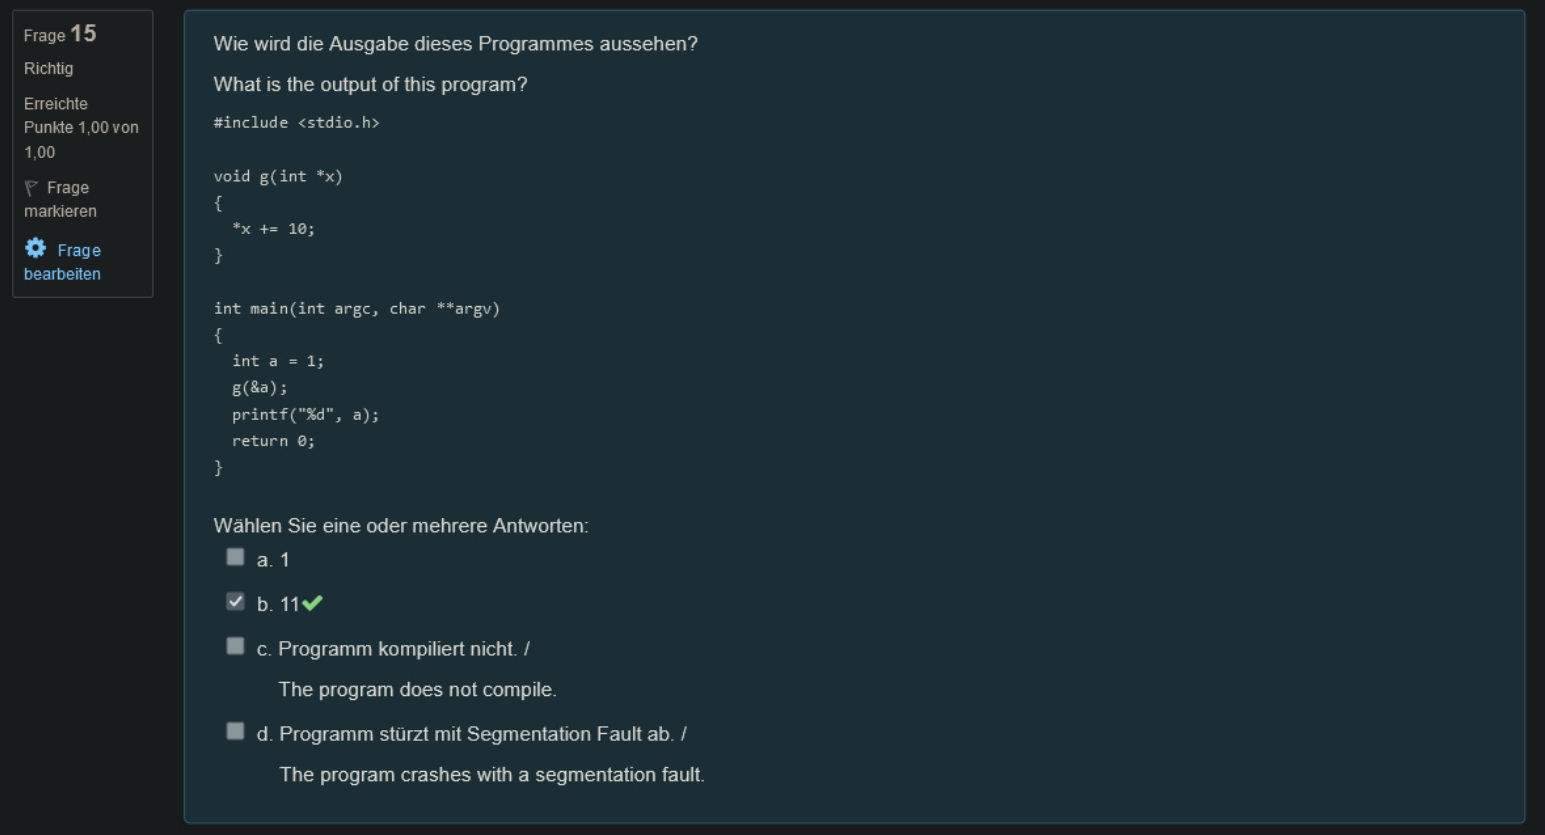 Frage 15
Richtig
Erreichte
Punkte 1,00 von
1,00
Frage
markieren
Frage
bearbeiten
Wie wird die Ausgabe dieses Programmes aussehen?
What is the output of this program?
#include <stdio.h>
void g(int *x)
{
  *x += 10;
}
int main(int argc, char **argv)
{
  int a = 1;
  g(&a);
  printf("%d", a);
  return 0;
}
Wählen Sie eine oder mehrere Antworten:
a. 1
b. 11
c. Programm kompiliert nicht. /
The program does not compile.
d. Programm stürzt mit Segmentation Fault ab. /
The program crashes with a segmentation fault.